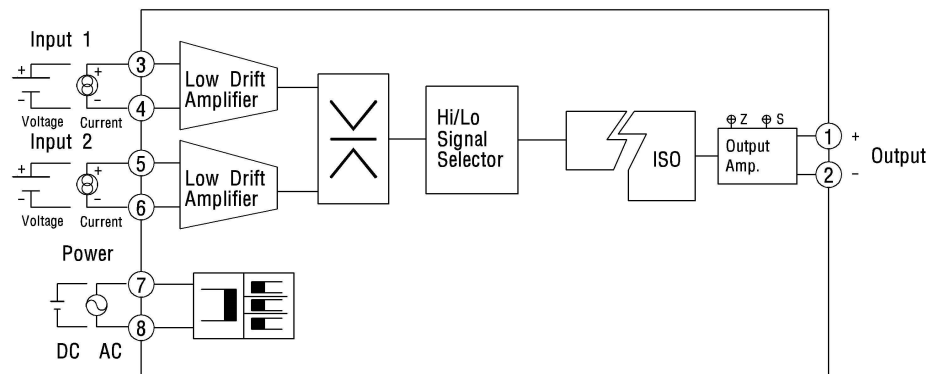 Input 1
+
−
Voltage
+
−
Current
3
4
Low Drift
Amplifier
Input 2
+
−
Voltage
+
−
Current
5
6
Low Drift
Amplifier
Hi/Lo
Signal
Selector
ISO
Z
S
Output
Amp.
1
+
2
−
Output
Power
7
8
DC
AC